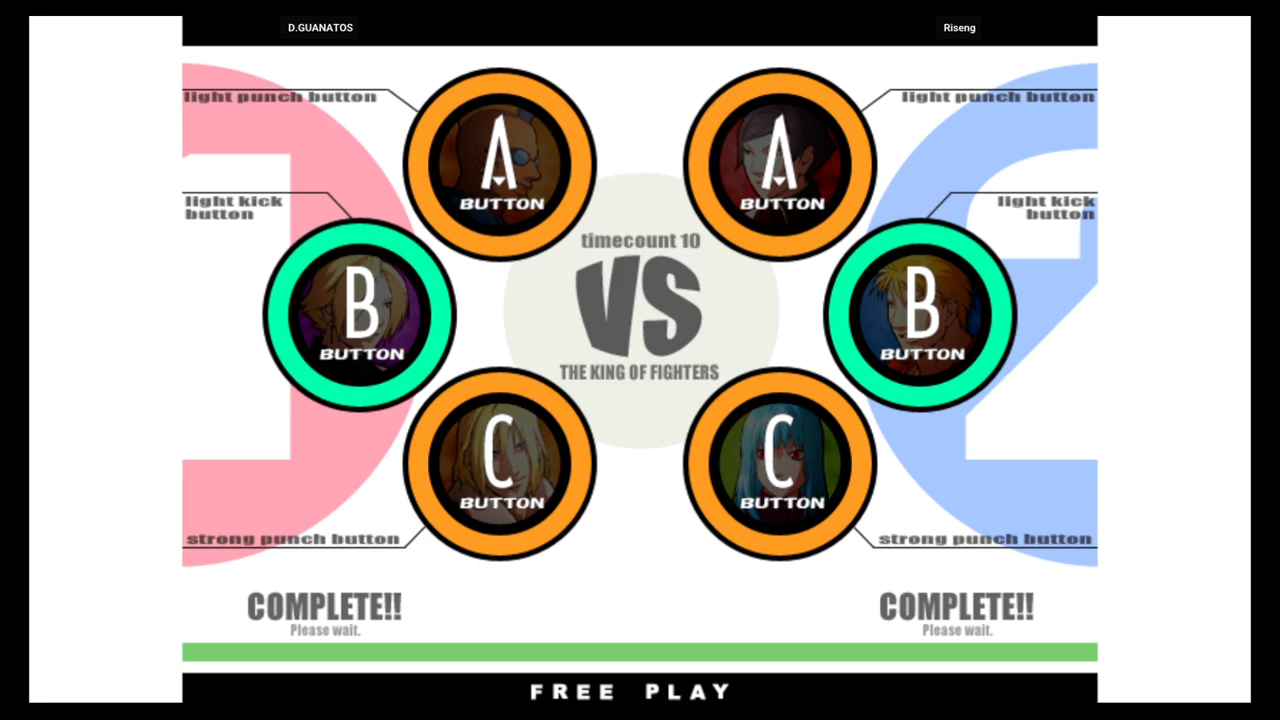 D.GUANATOS
Riseng
light punch button
light punch button
A
BUTTON
A
BUTTON
light kick
button
light kick
button
1
2
B
BUTTON
timecount 10
VS
THE KING OF FIGHTERS
B
BUTTON
C
BUTTON
C
BUTTON
strong punch button
strong punch button
COMPLETE!!
Please wait.
COMPLETE!!
Please wait.
FREE PLAY